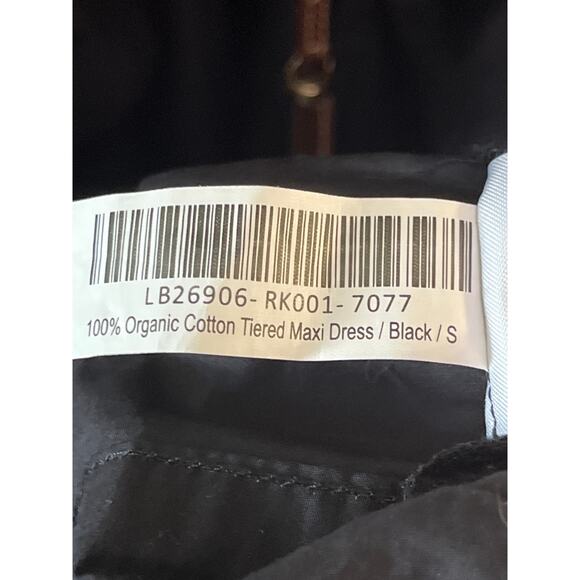 LB26906-RK001-7077
100% Organic Cotton Tiered Maxi Dress / Black / S